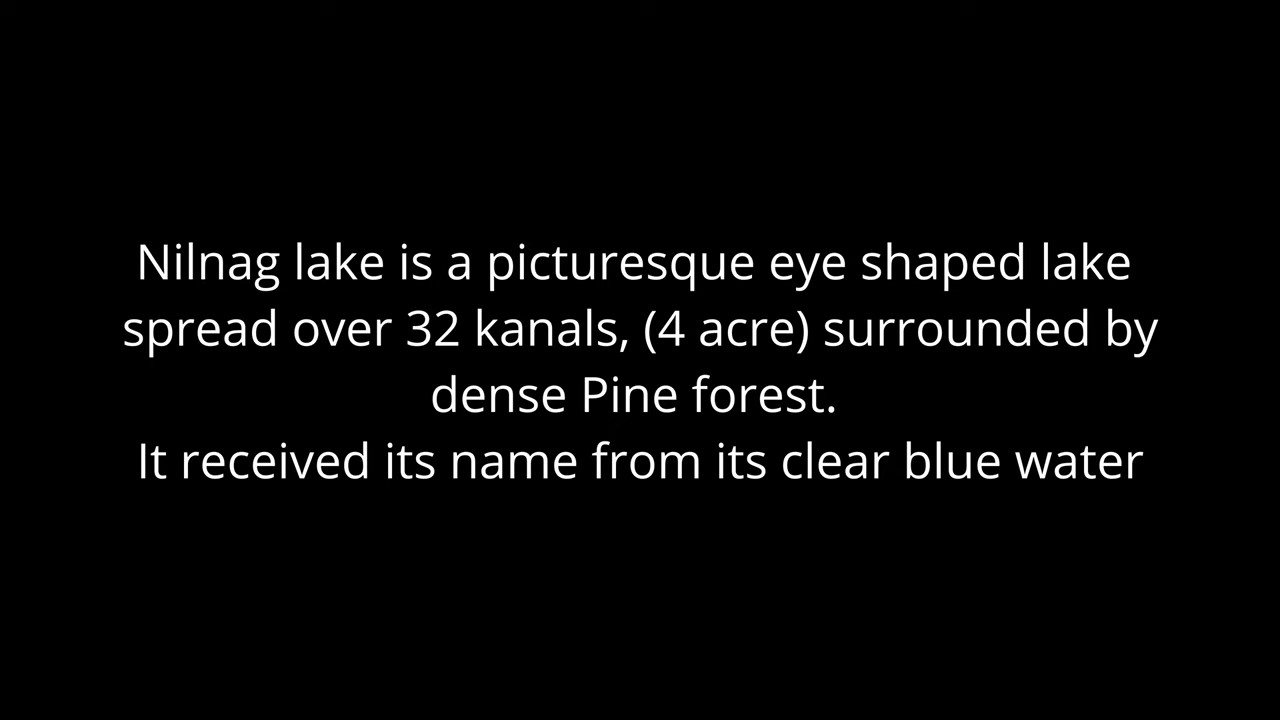 Nilnag lake is a picturesque eye shaped lake
spread over 32 kanals, (4 acre) surrounded by
dense Pine forest.
It received its name from its clear blue water